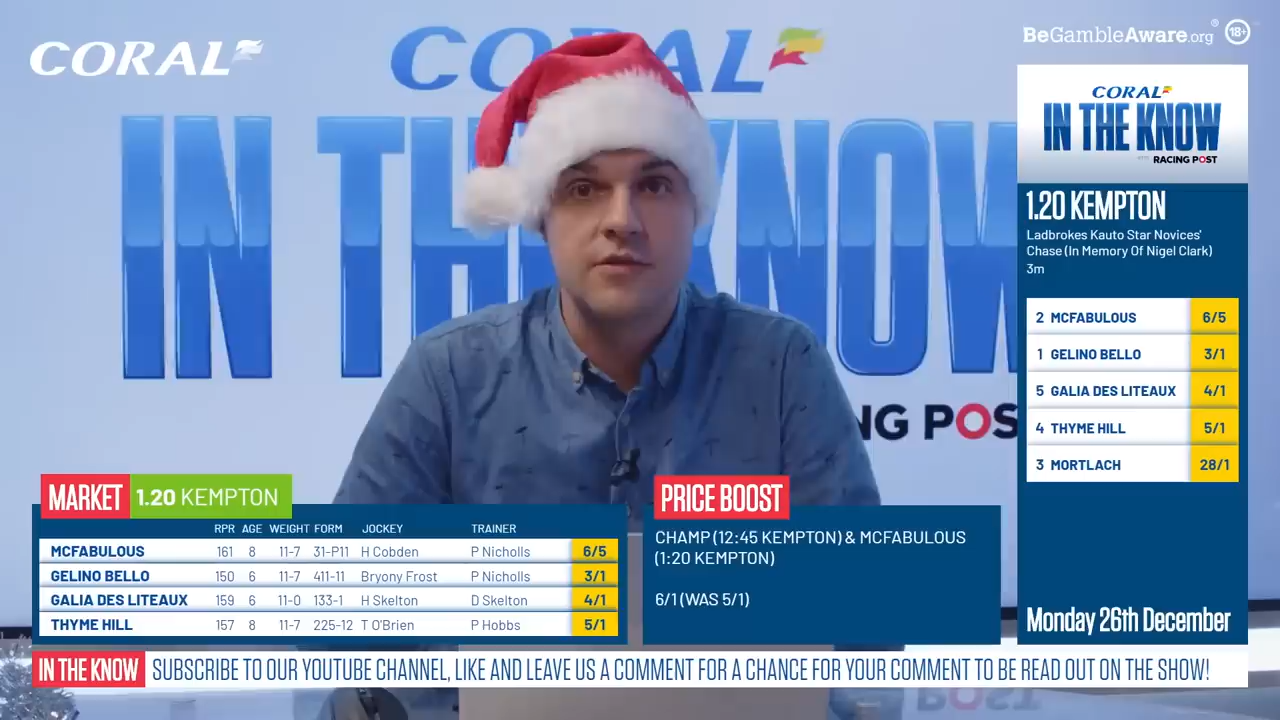 CORAL
CORAL
IN THE KNOW
NG POS
BeGambleAware.org® 18+
CORAL
IN THE KNOW
WITH RACING POST
1.20 KEMPTON
Ladbrokes Kauto Star Novices'
Chase (In Memory Of Nigel Clark)
3m
2 MCFABULOUS 6/5
1 GELINO BELLO 3/1
5 GALIA DES LITEAUX 4/1
4 THYME HILL 5/1
3 MORTLACH 28/1
Monday 26th December
MARKET 1.20 KEMPTON
RPR AGE WEIGHT FORM JOCKEY TRAINER
MCFABULOUS 161 8 11-7 31-P11 H Cobden P Nicholls 6/5
GELINO BELLO 150 6 11-7 411-11 Bryony Frost P Nicholls 3/1
GALIA DES LITEAUX 159 6 11-0 133-1 H Skelton D Skelton 4/1
THYME HILL 157 8 11-7 225-12 T O'Brien P Hobbs 5/1
PRICE BOOST
CHAMP (12:45 KEMPTON) & MCFABULOUS
(1:20 KEMPTON)
6/1 (WAS 5/1)
IN THE KNOW SUBSCRIBE TO OUR YOUTUBE CHANNEL, LIKE AND LEAVE US A COMMENT FOR A CHANCE FOR YOUR COMMENT TO BE READ OUT ON THE SHOW!